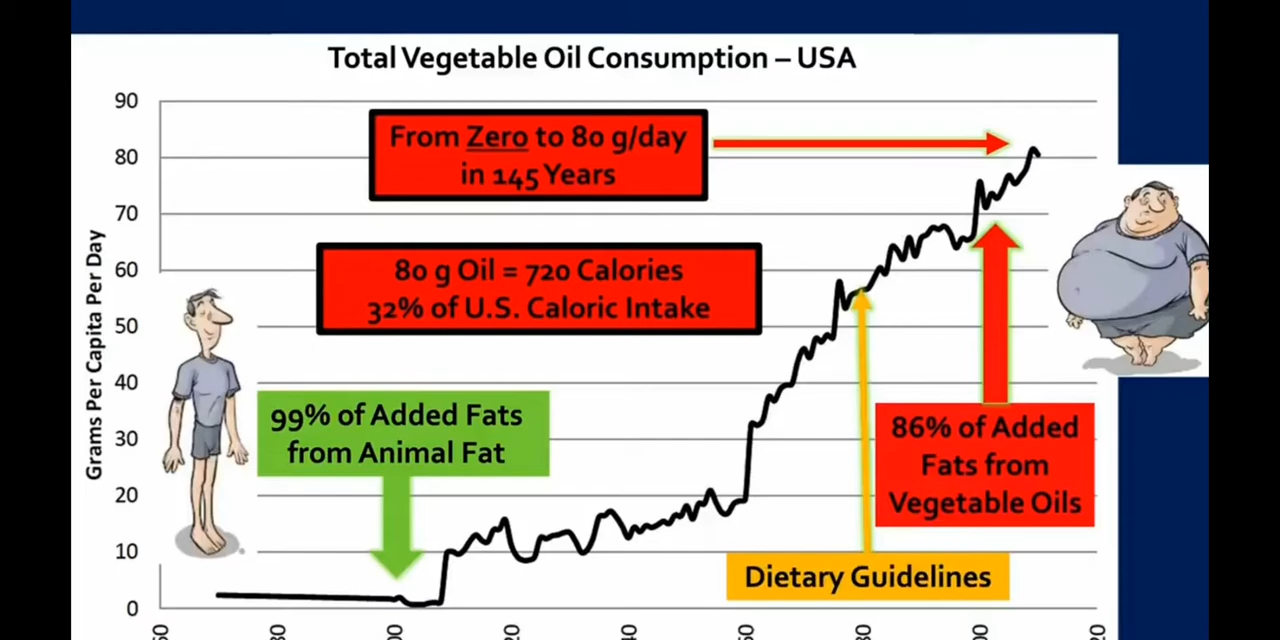 Total Vegetable Oil Consumption – USA
Grams Per Capita Per Day
90
80
70
60
50
40
30
20
10
0
From Zero to 80 g/day
in 145 Years
80 g Oil = 720 Calories
32% of U.S. Caloric Intake
99% of Added Fats
from Animal Fat
86% of Added
Fats from
Vegetable Oils
Dietary Guidelines